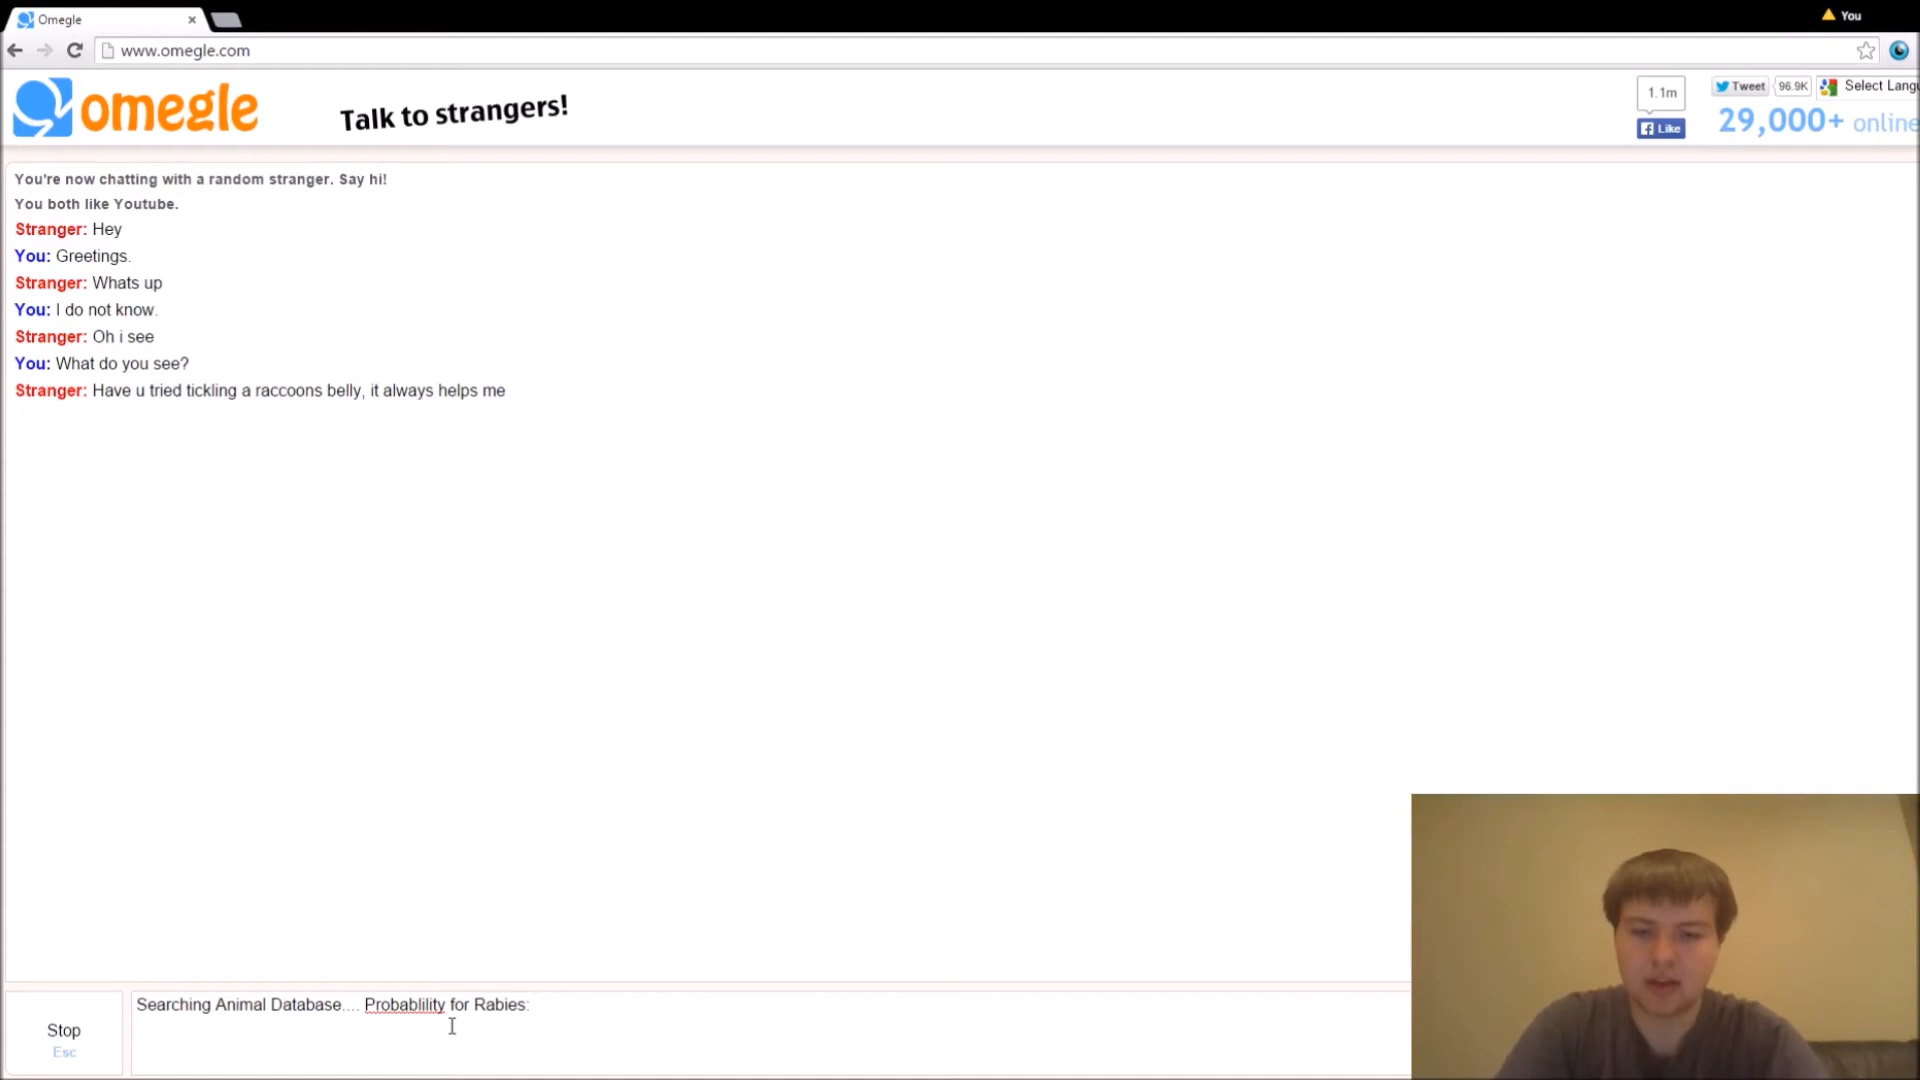 Omegle
You
www.omegle.com
omegle
Talk to strangers!
1.1m
Like
Tweet
96.9K
Select Langu
29,000+ online
You're now chatting with a random stranger. Say hi!
You both like Youtube.
Stranger: Hey
You: Greetings.
Stranger: Whats up
You: I do not know.
Stranger: Oh i see
You: What do you see?
Stranger: Have u tried tickling a raccoons belly, it always helps me
Searching Animal Database.... Probablility for Rabies:
Stop
Esc